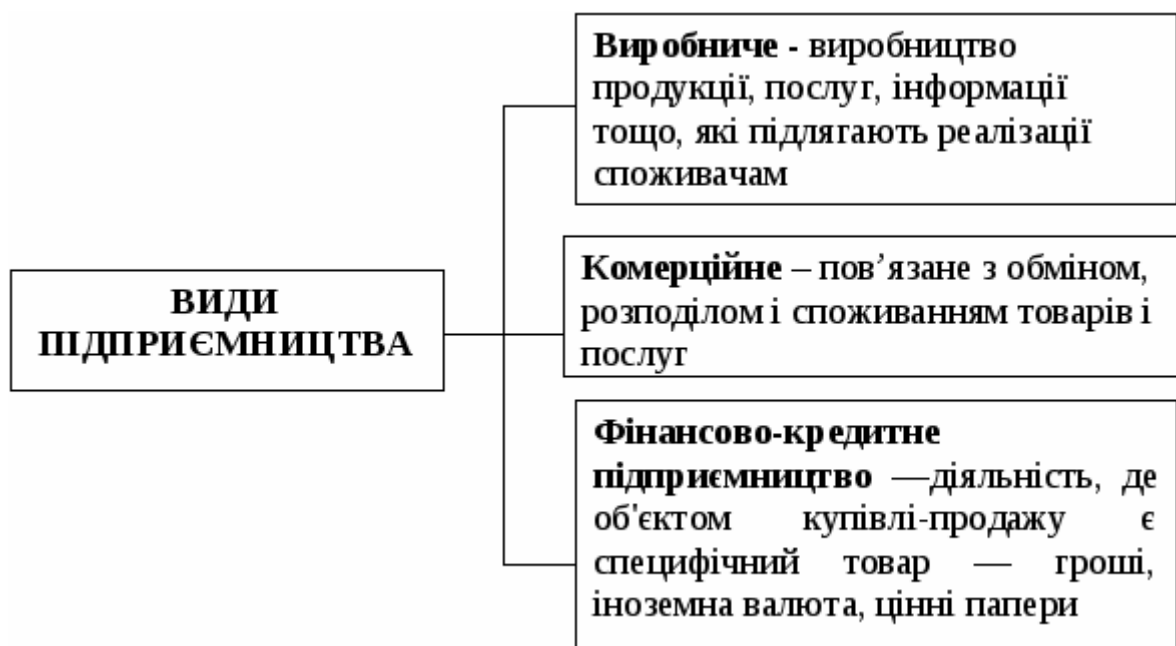 ВИДИ
ПІДПРИЄМНИЦТВА
Виробниче - виробництво
продукції, послуг, інформації
тощо, які підлягають реалізації
споживачам
Комерційне – пов’язане з обміном,
розподілом і споживанням товарів і
послуг
Фінансово-кредитне
підприємництво —діяльність, де
об'єктом купівлі-продажу є
специфічний товар — гроші,
іноземна валюта, цінні папери